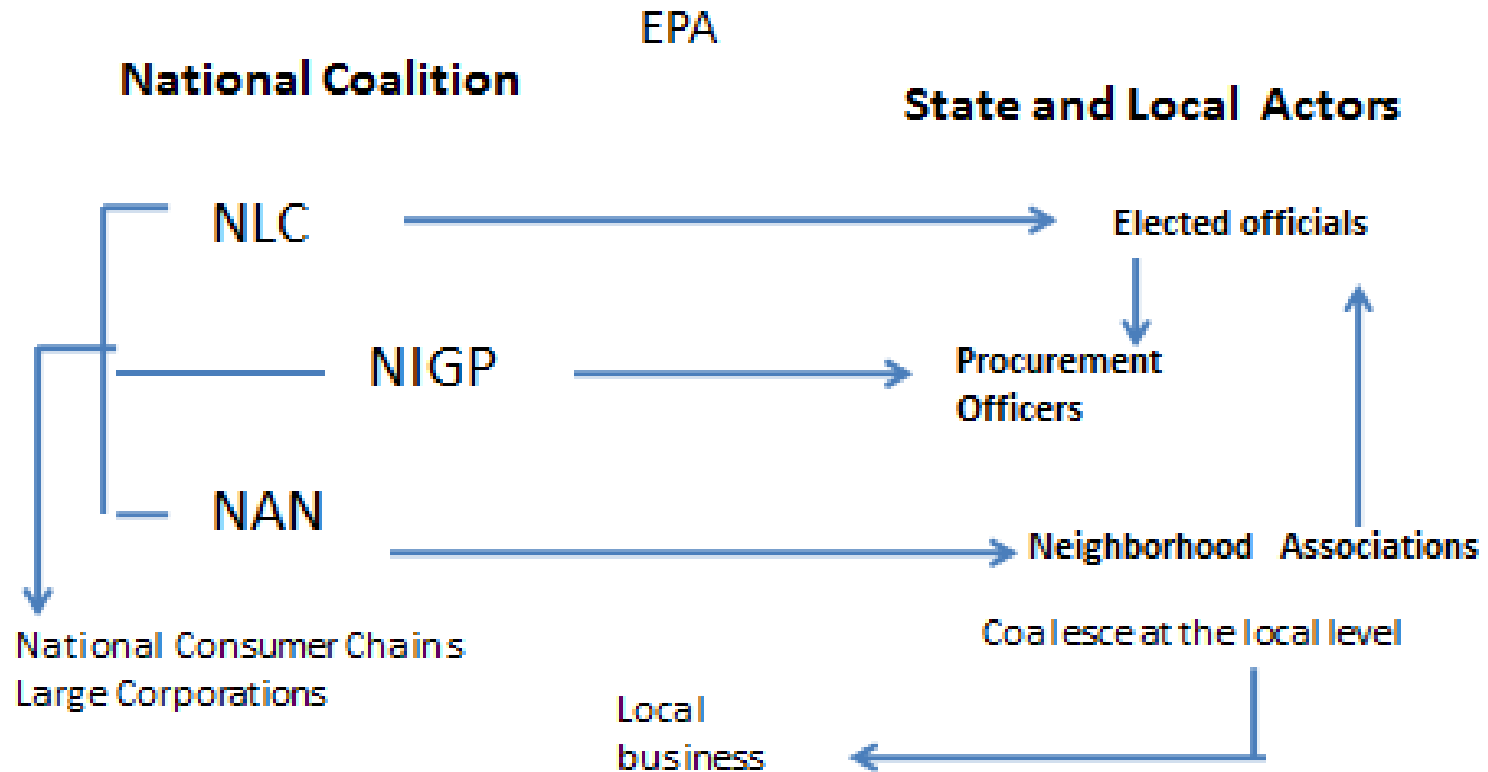 EPA
National Coalition
State and Local Actors
NLC
Elected officials
NIGP
Procurement
Officers
NAN
Neighborhood Associations
Coalesce at the local level
National Consumer Chains
Large Corporations
Local
business